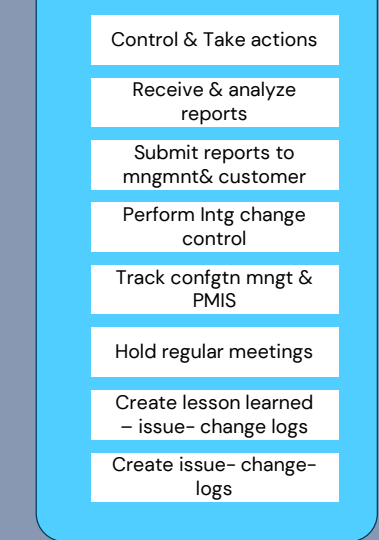 Control & Take actions
Receive & analyze
reports
Submit reports to
mngmnt& customer
Perform Intg change
control
Track confgtn mngt &
PMIS
Hold regular meetings
Create lesson learned
– issue- change logs
Create issue- change-
logs